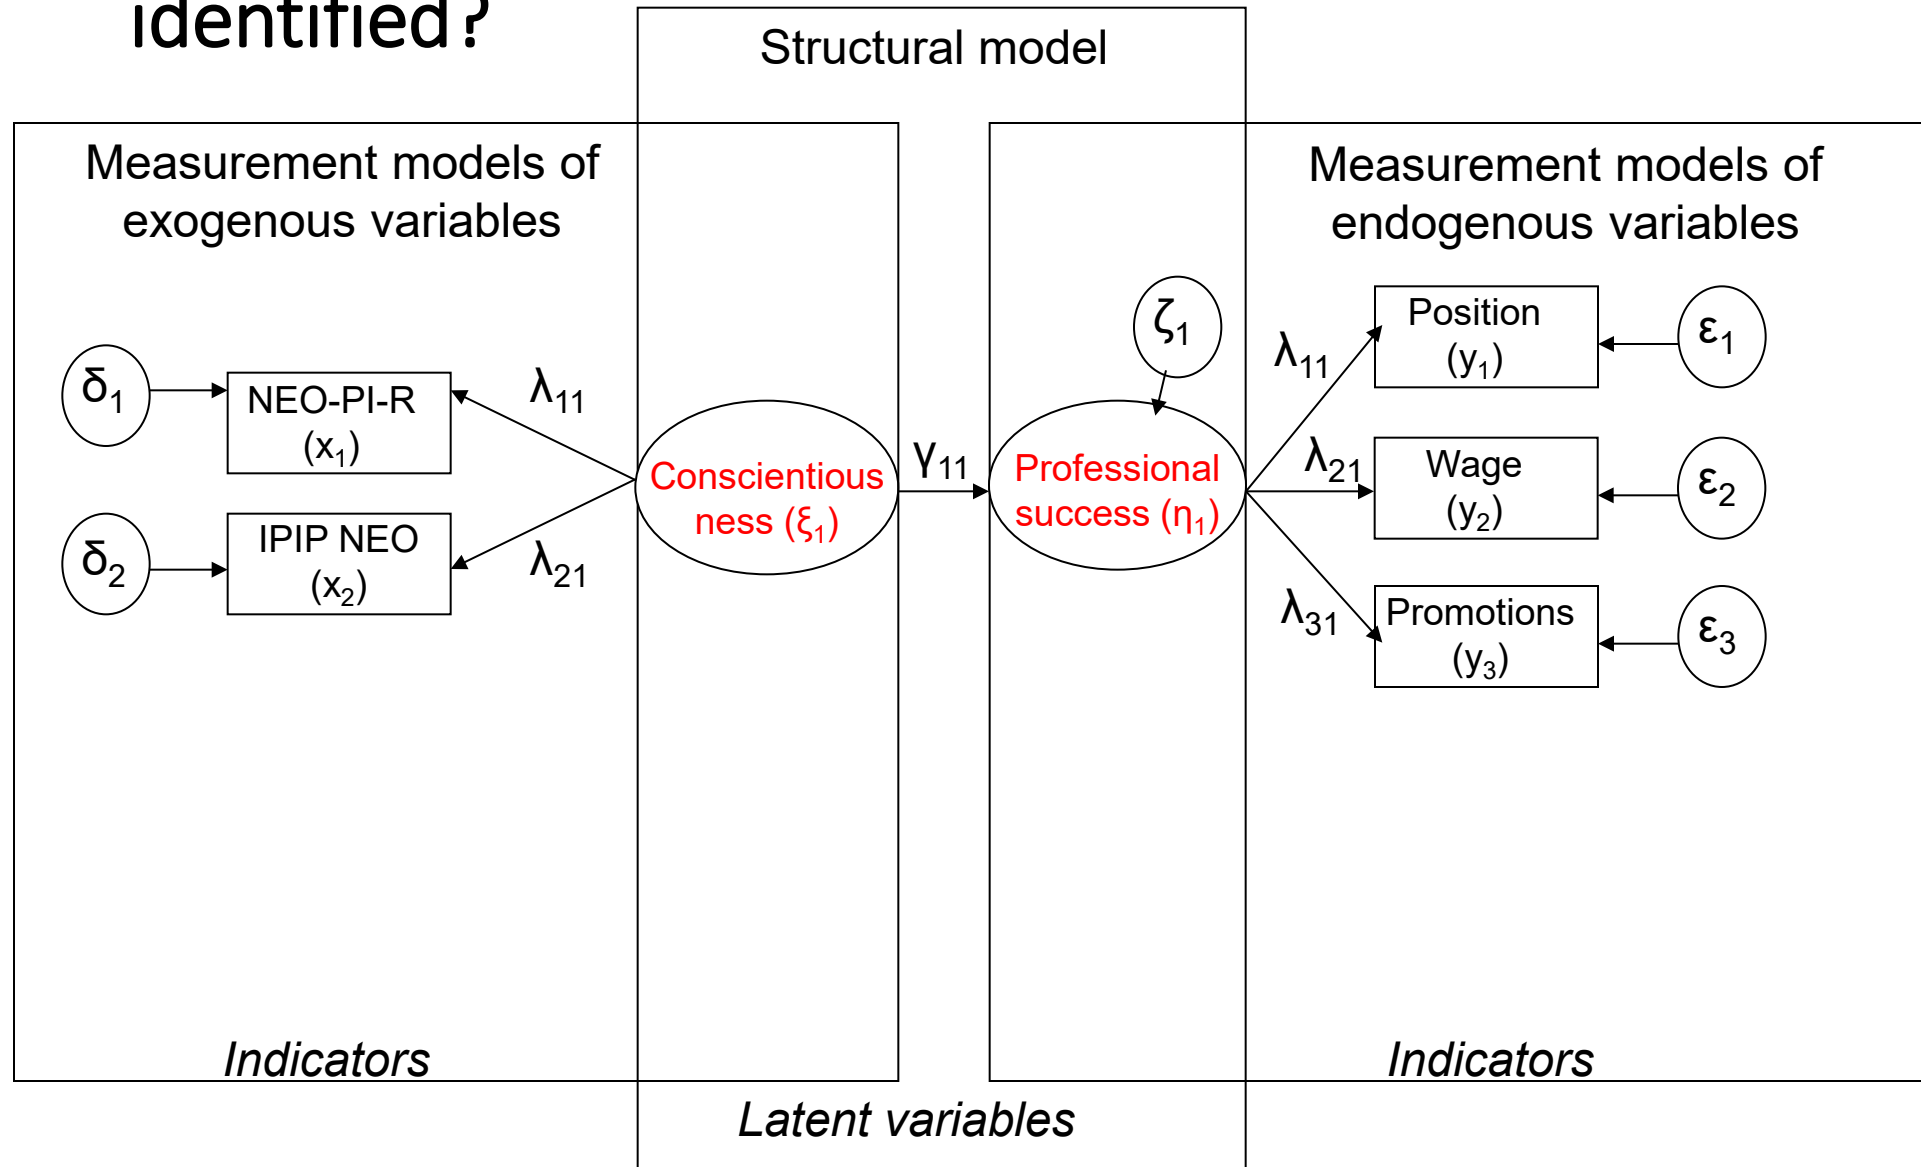 identified?
Structural model
Measurement models of
exogenous variables
Measurement models of
endogenous variables
δ₁
NEO-PI-R
(x₁)
λ₁₁
δ₂
IPIP NEO
(x₂)
λ₂₁
Conscientious
ness (ξ₁)
γ₁₁
ζ₁
Professional
success (η₁)
λ₁₁
Position
(y₁)
ε₁
λ₂₁
Wage
(y₂)
ε₂
λ₃₁
Promotions
(y₃)
ε₃
Indicators
Indicators
Latent variables